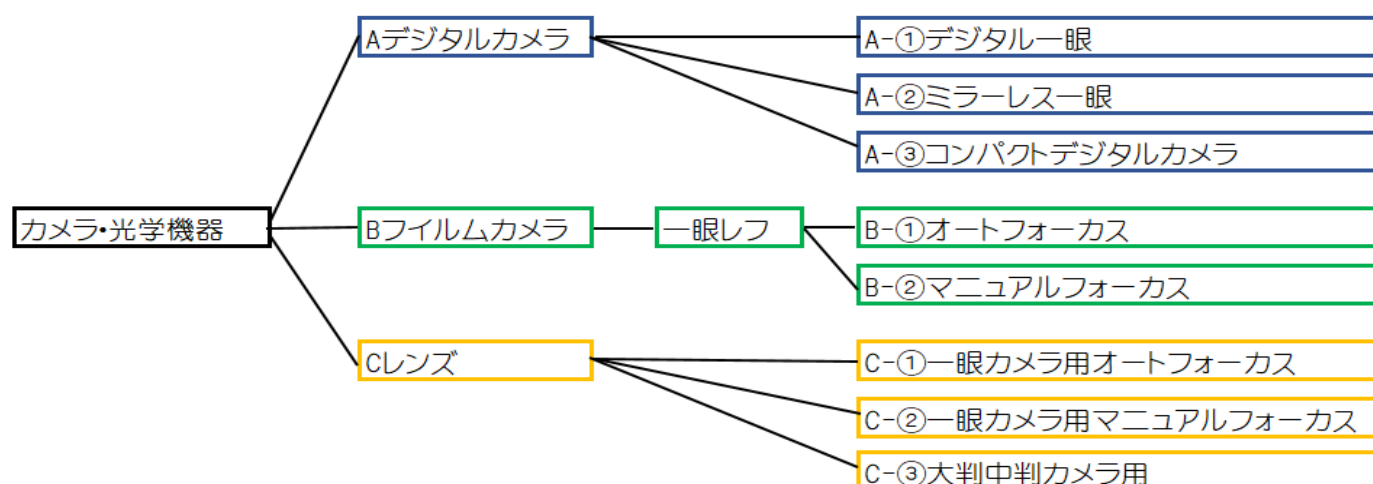 Aデジタルカメラ
A-①デジタル一眼
A-②ミラーレス一眼
A-③コンパクトデジタルカメラ
カメラ・光学機器
Bフイルムカメラ
一眼レフ
B-①オートフォーカス
B-②マニュアルフォーカス
Cレンズ
C-①一眼カメラ用オートフォーカス
C-②一眼カメラ用マニュアルフォーカス
C-③大判中判カメラ用